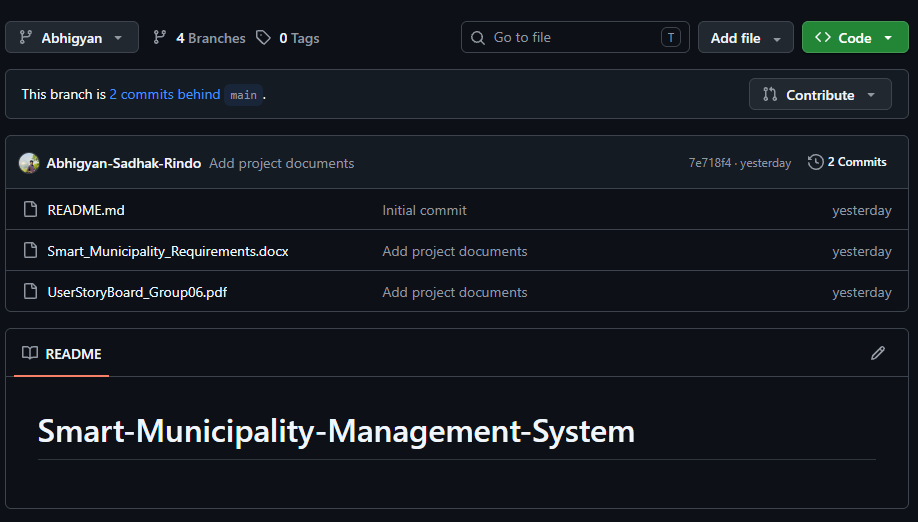 Abhigyan 4 Branches 0 Tags Go to file T Add file Code
This branch is 2 commits behind main.
Contribute
Abhigyan-Sadhak-Rindo Add project documents 7e718f4 · yesterday 2 Commits
README.md Initial commit yesterday
Smart_Municipality_Requirements.docx Add project documents yesterday
UserStoryBoard_Group06.pdf Add project documents yesterday
README
Smart-Municipality-Management-System